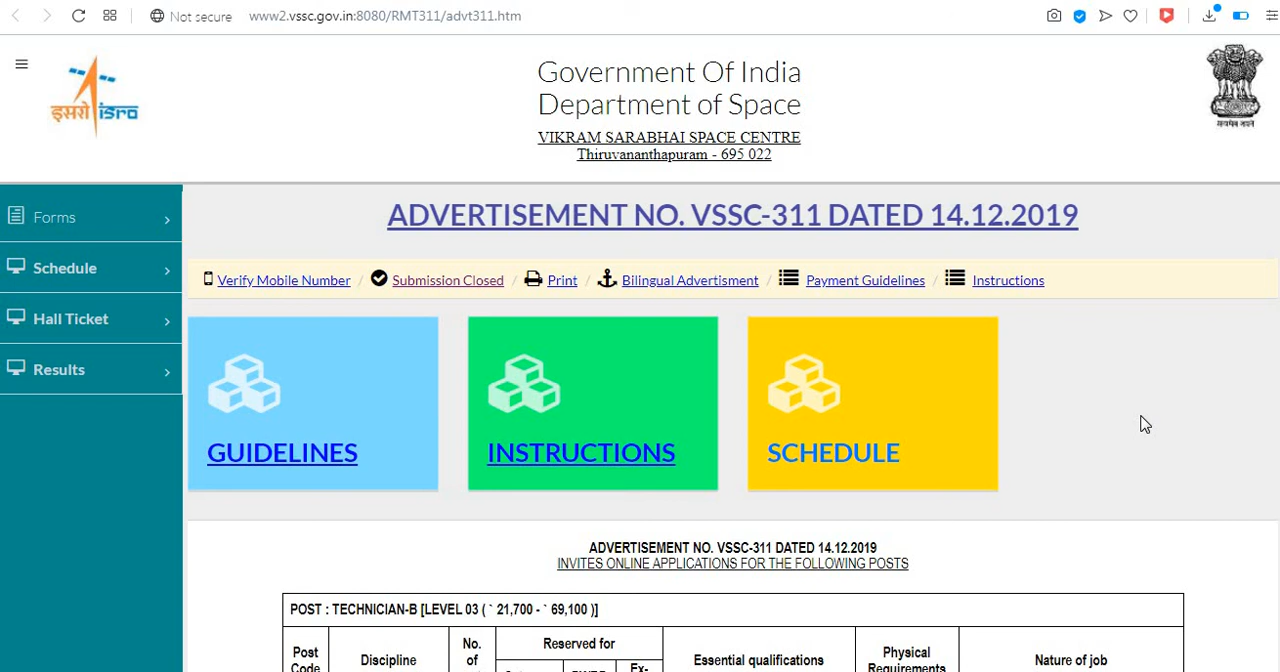 Not secure www2.vssc.gov.in:8080/RMT311/advt311.htm
इसरो isro
Government Of India
Department of Space
VIKRAM SARABHAI SPACE CENTRE
Thiruvananthapuram - 695 022
सत्यमेव जयते
Forms
Schedule
Hall Ticket
Results
ADVERTISEMENT NO. VSSC-311 DATED 14.12.2019
Verify Mobile Number / Submission Closed / Print / Bilingual Advertisment / Payment Guidelines / Instructions
GUIDELINES
INSTRUCTIONS
SCHEDULE
ADVERTISEMENT NO. VSSC-311 DATED 14.12.2019
INVITES ONLINE APPLICATIONS FOR THE FOLLOWING POSTS
POST : TECHNICIAN-B [LEVEL 03 ( ` 21,700 - ` 69,100 )]
Post Code
Discipline
No. of
Reserved for
Ex-
Essential qualifications
Physical Requirements
Nature of job